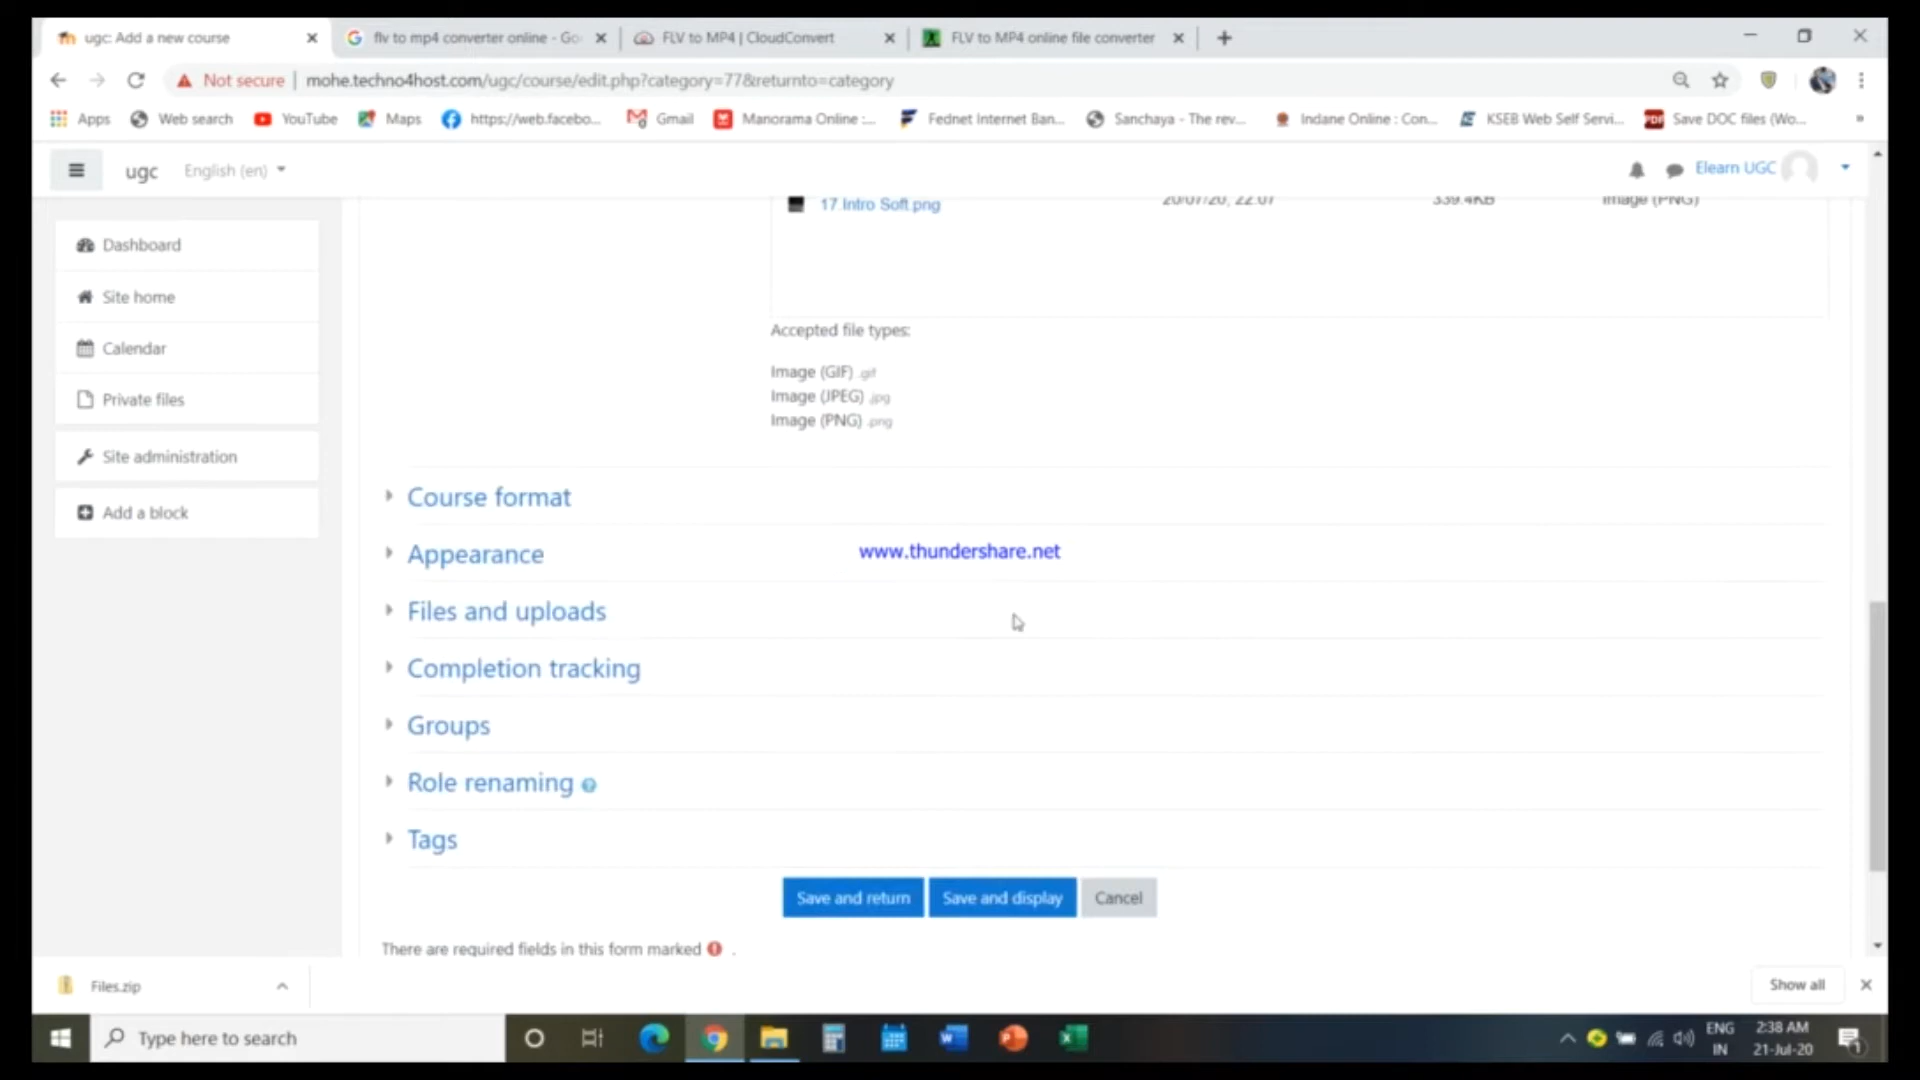 ugc: Add a new course
flv to mp4 converter online - Go
FLV to MP4 | CloudConvert
FLV to MP4 online file converter
Not secure | mohe.techno4host.com/ugc/course/edit.php?category=77&returnto=category
Apps
Web search
YouTube
Maps
https://web.facebo...
Gmail
Manorama Online :...
Fednet Internet Ban...
Sanchaya - The rev...
Indane Online : Con...
KSEB Web Self Servi...
Save DOC files (Wo...
ugc
English (en)
Elearn UGC
17 Intro Soft.png
20/07/20, 22:07
339.4KB
Image (PNG)
Dashboard
Site home
Calendar
Private files
Site administration
Add a block
Accepted file types:
Image (GIF) .gif
Image (JPEG) .jpg
Image (PNG) .png
Course format
Appearance
www.thundershare.net
Files and uploads
Completion tracking
Groups
Role renaming
Tags
Save and return
Save and display
Cancel
There are required fields in this form marked .
Files.zip
Show all
Type here to search
ENG
IN
2:38 AM
21-Jul-20